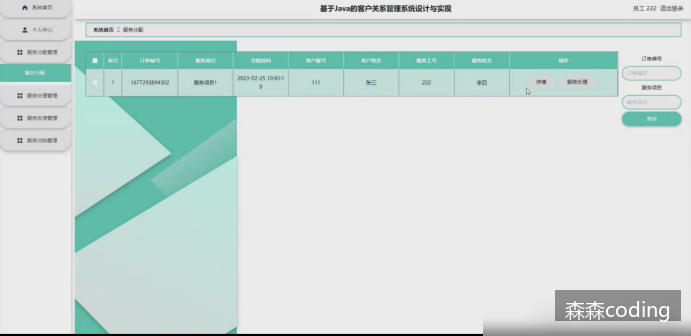 基于Java的客户关系管理系统设计与实现
员工 222 退出登录
系统首页
个人中心
服务分配管理
服务分配
服务处理管理
服务反馈管理
服务归档管理
系统首页 服务分配
索引 订单编号 服务项目 分配时间 客户账号 客户姓名 服务工号 服务姓名 操作
1 1677292894302 服务项目1 2023-02-25 10:43:1
9 111 张三 222 李四 详情 服务处理
订单编号
订单编号
服务项目
服务项目
查询
森森coding